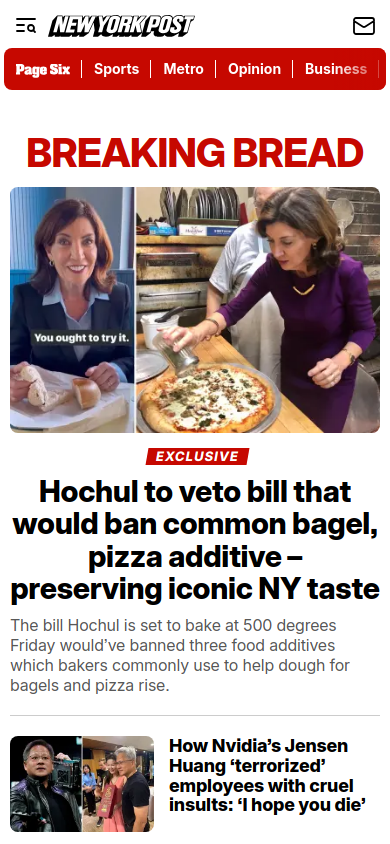 NEW YORK POST
Page Six
Sports
Metro
Opinion
Business
BREAKING BREAD
You ought to try it.
EXCLUSIVE
Hochul to veto bill that
would ban common bagel,
pizza additive –
preserving iconic NY taste
The bill Hochul is set to bake at 500 degrees
Friday would’ve banned three food additives
which bakers commonly use to help dough for
bagels and pizza rise.
How Nvidia’s Jensen
Huang ‘terrorized’
employees with cruel
insults: ‘I hope you die’